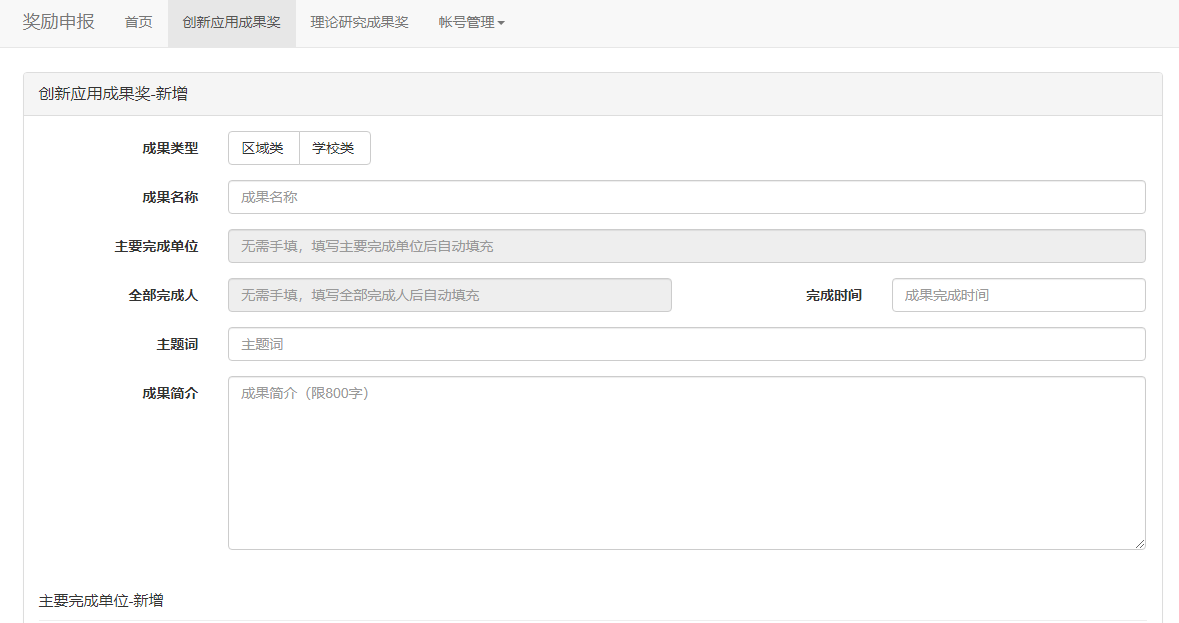 奖励申报 首页 创新应用成果奖 理论研究成果奖 帐号管理
创新应用成果奖-新增
成果类型 区域类 学校类
成果名称 成果名称
主要完成单位 无需手填，填写主要完成单位后自动填充
全部完成人 无需手填，填写全部完成人后自动填充 完成时间 成果完成时间
主题词 主题词
成果简介 成果简介（限800字）
主要完成单位-新增